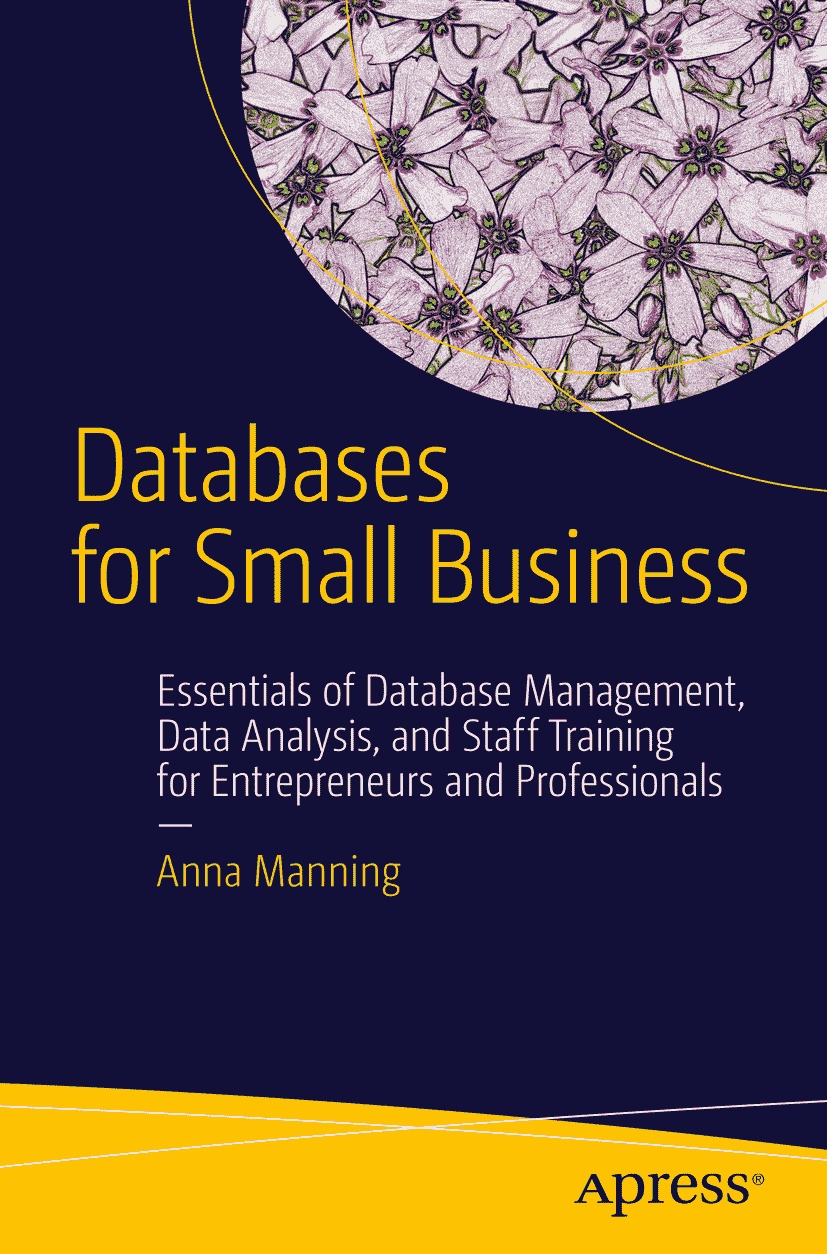 Databases
for Small Business
Essentials of Database Management,
Data Analysis, and Staff Training
for Entrepreneurs and Professionals
—
Anna Manning
Apress®